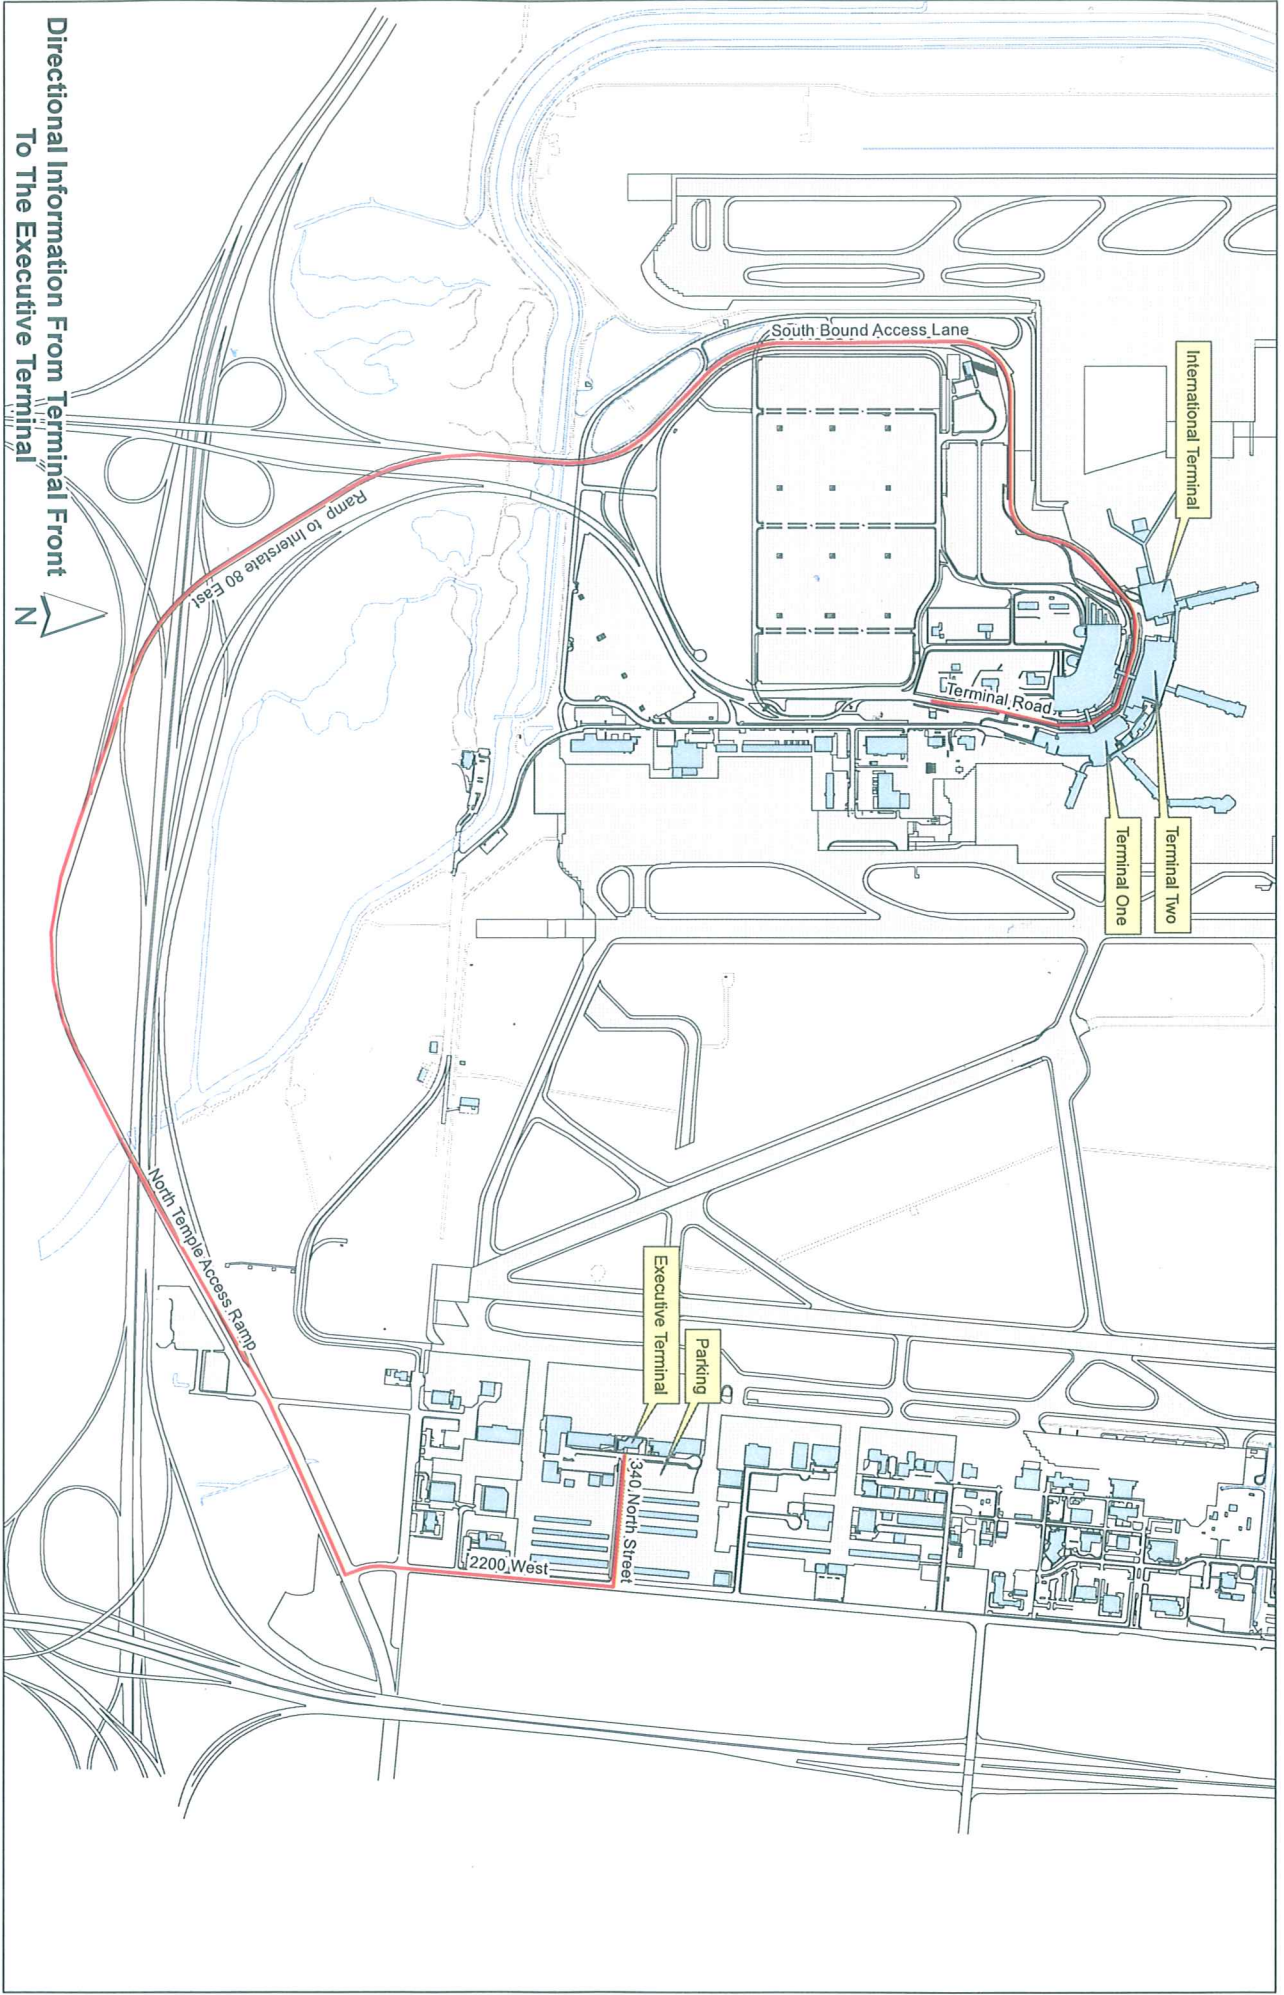 International Terminal
Terminal Two
Terminal One
South Bound Access Lane
Terminal Road
Parking
Executive Terminal
340 North Street
2200 West
Ramp to Interstate 80 East
North Temple Access Ramp
Directional Information From Terminal Front
To The Executive Terminal
N